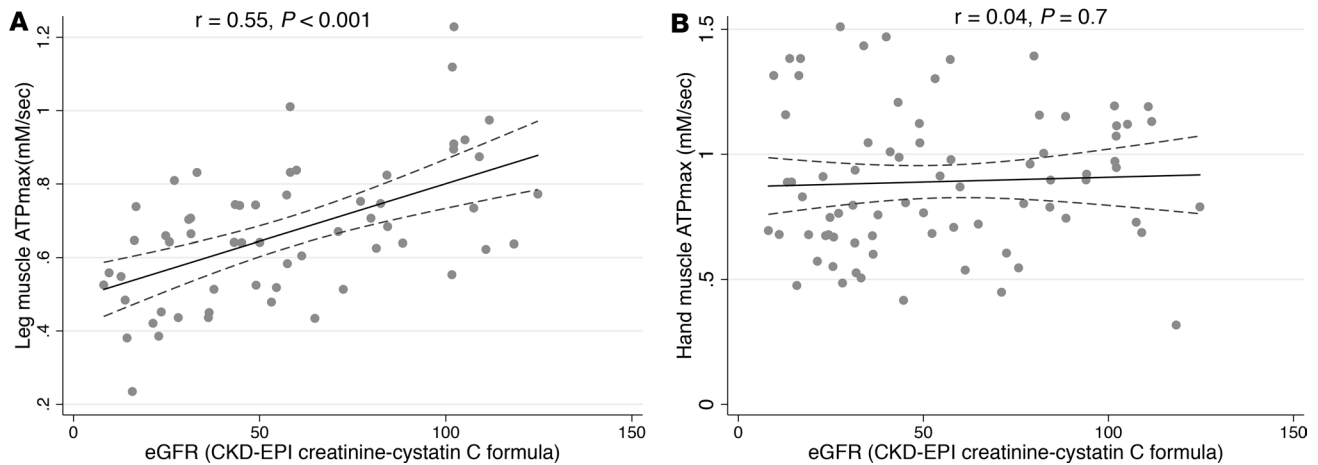 A
r = 0.55, P < 0.001
Leg muscle ATPmax(mM/sec)
1.2
1
.8
.6
.4
.2
0
50
100
150
eGFR (CKD-EPI creatinine-cystatin C formula)
B
r = 0.04, P = 0.7
Hand muscle ATPmax (mM/sec)
1.5
1
.5
0
0
50
100
150
eGFR (CKD-EPI creatinine-cystatin C formula)